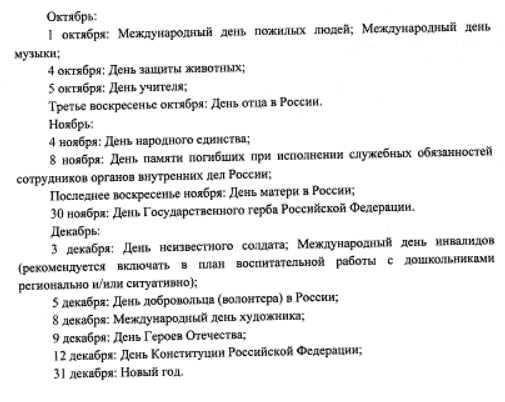 Октябрь:
1 октября: Международный день пожилых людей; Международный день
музыки;
4 октября: День защиты животных;
5 октября: День учителя;
Третье воскресенье октября: День отца в России.
Ноябрь:
4 ноября: День народного единства;
8 ноября: День памяти погибших при исполнении служебных обязанностей
сотрудников органов внутренних дел России;
Последнее воскресенье ноября: День матери в России;
30 ноября: День Государственного герба Российской Федерации.
Декабрь:
3 декабря: День неизвестного солдата; Международный день инвалидов
(рекомендуется включать в план воспитательной работы с дошкольниками
регионально и/или ситуативно);
5 декабря: День добровольца (волонтера) в России;
8 декабря: Международный день художника;
9 декабря: День Героев Отечества;
12 декабря: День Конституции Российской Федерации;
31 декабря: Новый год.